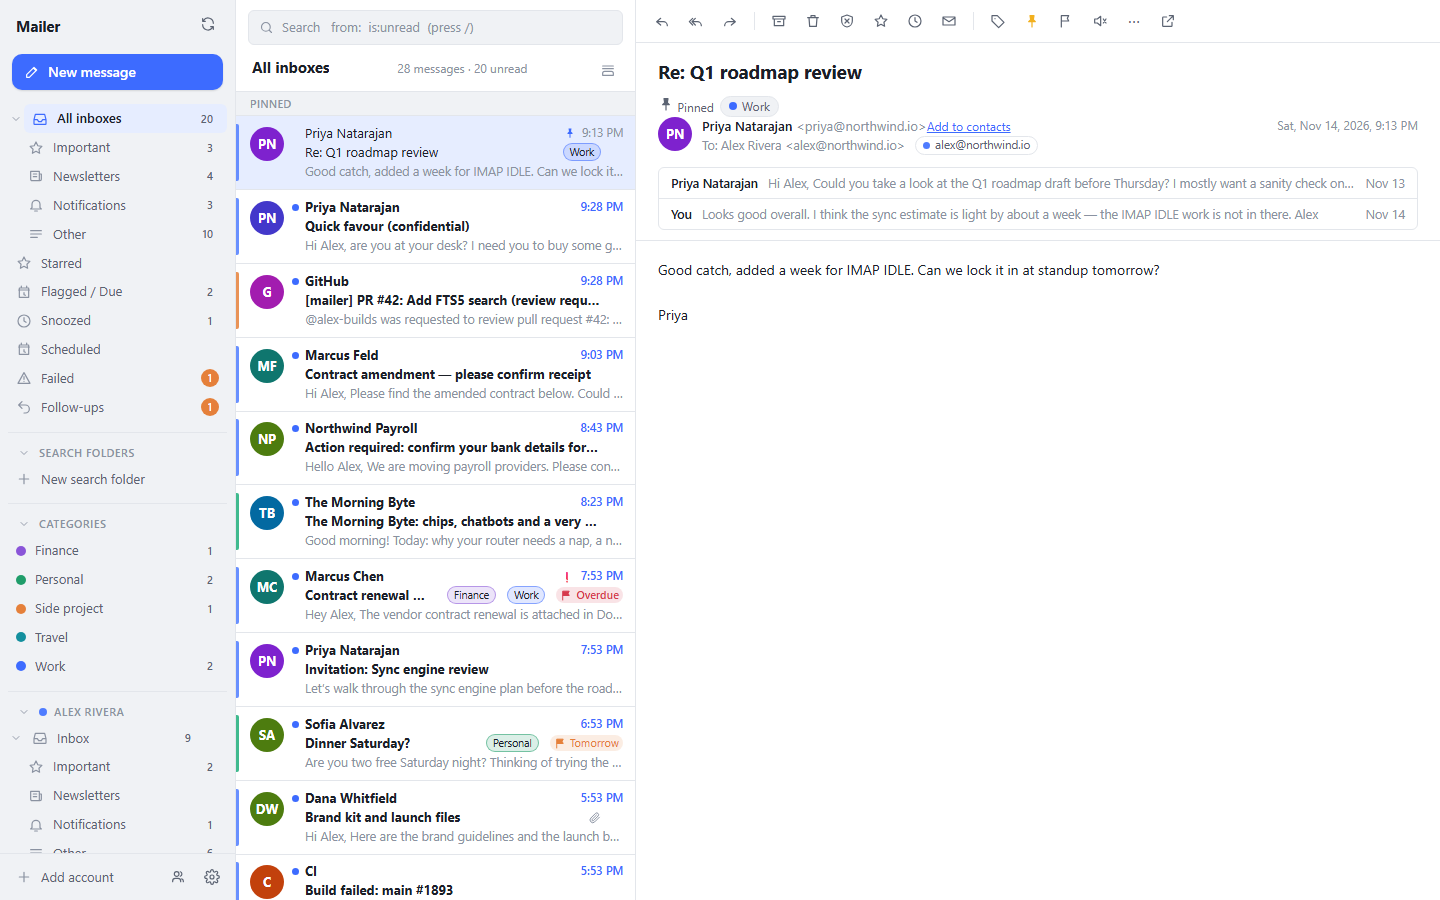 Mailer
New message
All inboxes 20
Important 3
Newsletters 4
Notifications 3
Other 10
Starred
Flagged / Due 2
Snoozed 1
Scheduled
Failed 1
Follow-ups 1
SEARCH FOLDERS
New search folder
CATEGORIES
Finance 1
Personal 2
Side project 1
Travel
Work 2
ALEX RIVERA
Inbox 9
Important 2
Newsletters
Notifications 1
Other 6
Add account
Search from: is:unread (press /)
All inboxes 28 messages · 20 unread
PINNED
PN Priya Natarajan 9:13 PM
Re: Q1 roadmap review Work
Good catch, added a week for IMAP IDLE. Can we lock it...
PN Priya Natarajan 9:28 PM
Quick favour (confidential)
Hi Alex, are you at your desk? I need you to buy some g...
G GitHub 9:28 PM
[mailer] PR #42: Add FTS5 search (review requ...
@alex-builds was requested to review pull request #42: ...
MF Marcus Feld 9:03 PM
Contract amendment — please confirm receipt
Hi Alex, Please find the amended contract below. Could ...
NP Northwind Payroll 8:43 PM
Action required: confirm your bank details for...
Hello Alex, We are moving payroll providers. Please con...
TB The Morning Byte 8:23 PM
The Morning Byte: chips, chatbots and a very ...
Good morning! Today: why your router needs a nap, a n...
MC Marcus Chen ! 7:53 PM
Contract renewal ... Finance Work Overdue
Hey Alex, The vendor contract renewal is attached in Do...
PN Priya Natarajan 7:53 PM
Invitation: Sync engine review
Let's walk through the sync engine plan before the road...
SA Sofia Alvarez 6:53 PM
Dinner Saturday? Personal Tomorrow
Are you two free Saturday night? Thinking of trying the ...
DW Dana Whitfield 5:53 PM
Brand kit and launch files
Hi Alex, Here are the brand guidelines and the launch b...
C CI 5:53 PM
Build failed: main #1893
Re: Q1 roadmap review
Pinned Work
PN Priya Natarajan <priya@northwind.io>Add to contacts Sat, Nov 14, 2026, 9:13 PM
To: Alex Rivera <alex@northwind.io> alex@northwind.io
Priya Natarajan Hi Alex, Could you take a look at the Q1 roadmap draft before Thursday? I mostly want a sanity check on... Nov 13
You Looks good overall. I think the sync estimate is light by about a week — the IMAP IDLE work is not in there. Alex Nov 14
Good catch, added a week for IMAP IDLE. Can we lock it in at standup tomorrow?
Priya